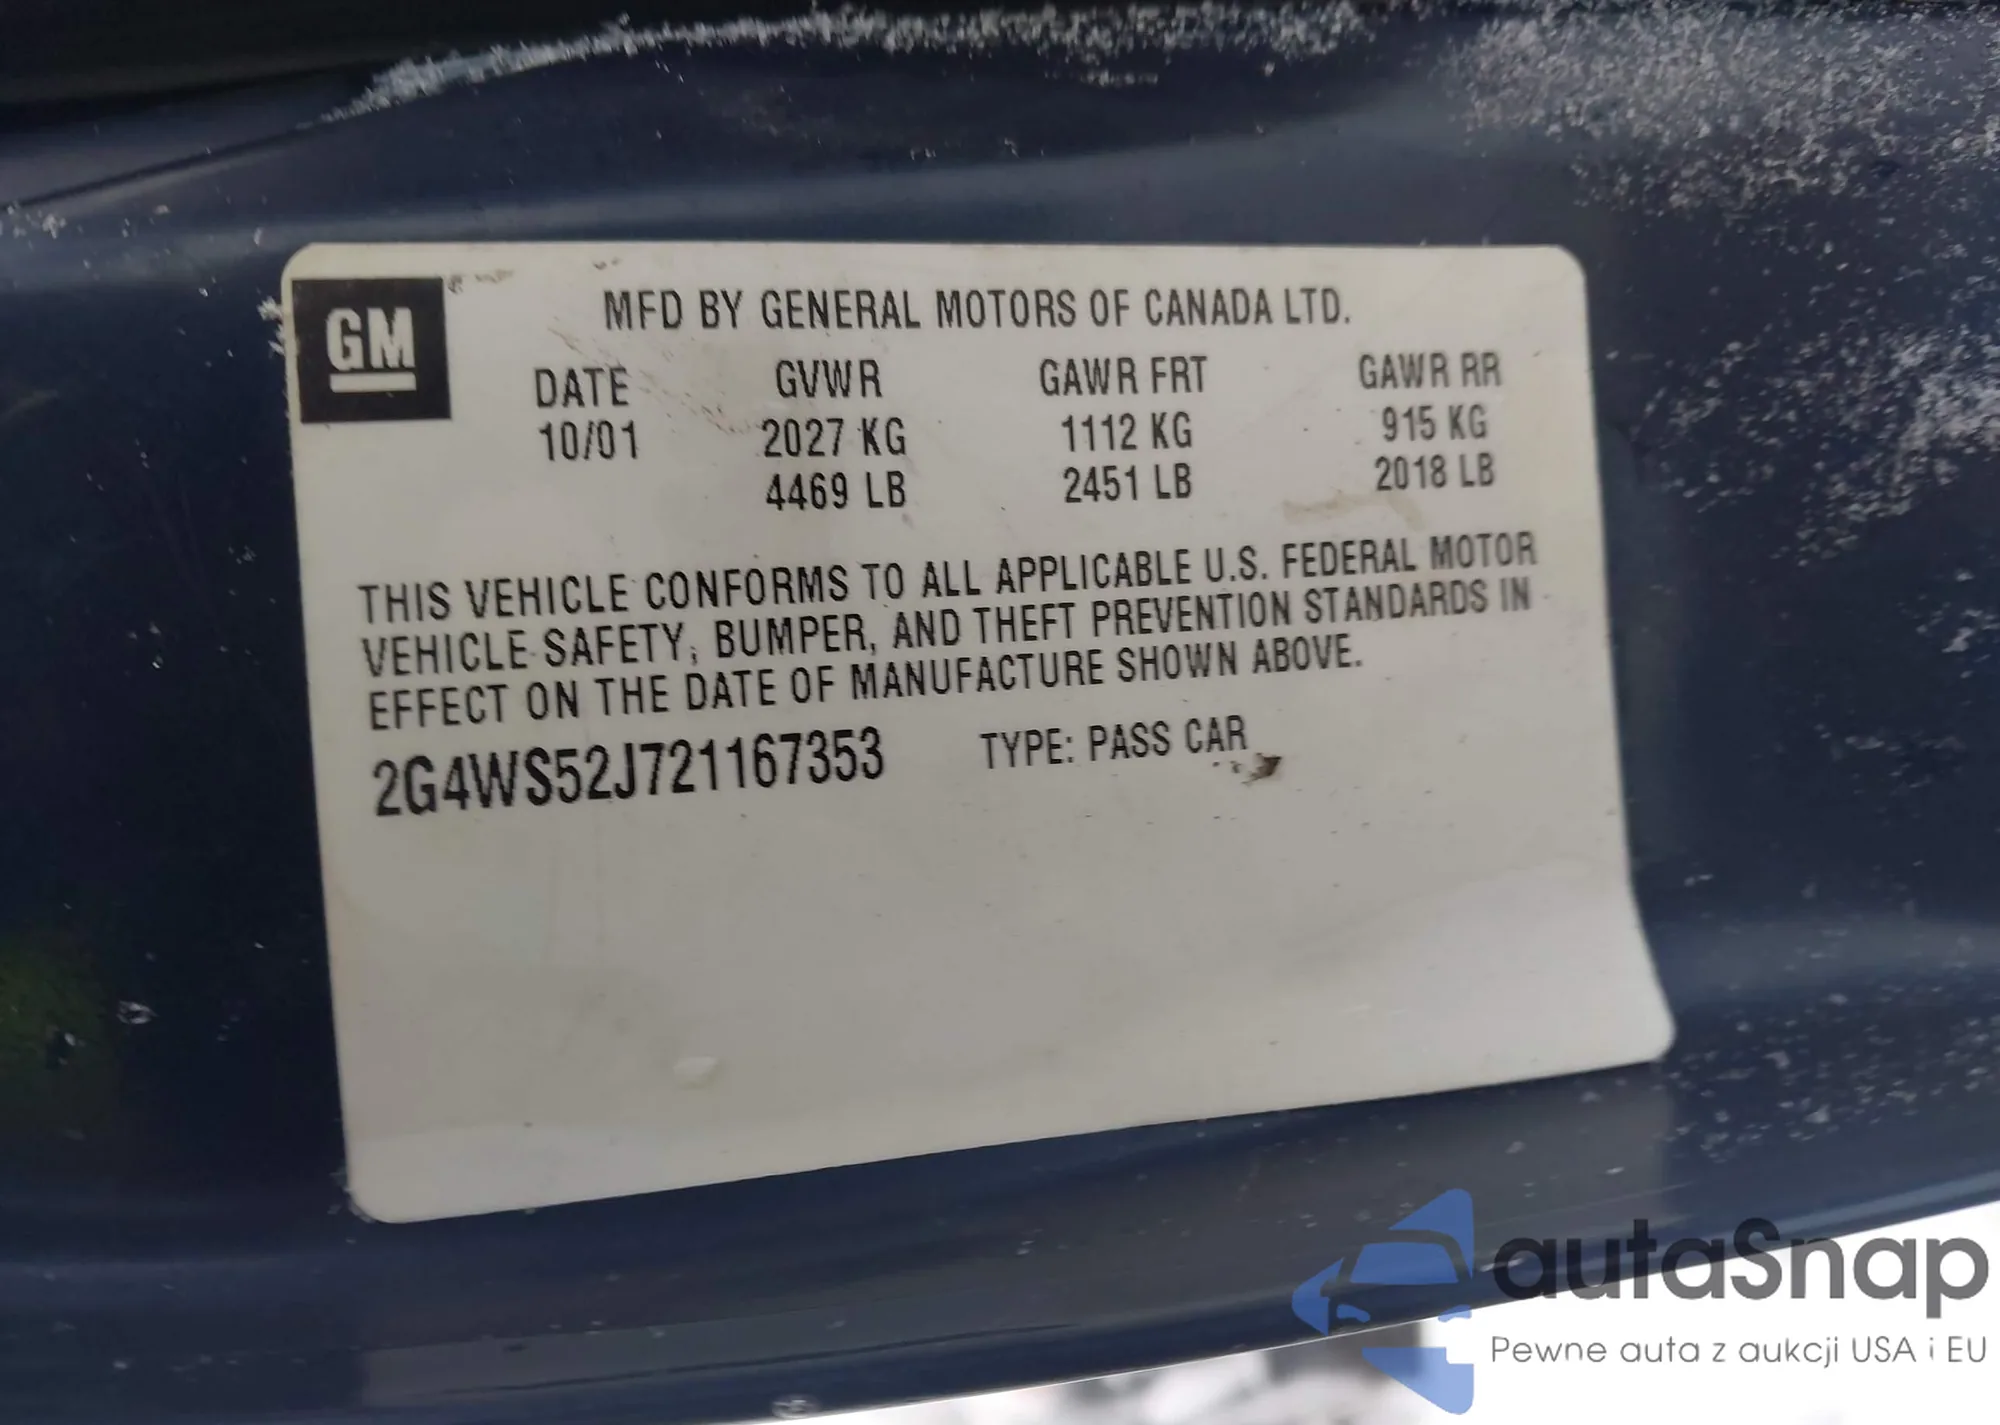 GM
MFD BY GENERAL MOTORS OF CANADA LTD.
DATE GVWR GAWR FRT GAWR RR
10/01 2027 KG 1112 KG 915 KG
4469 LB 2451 LB 2018 LB
THIS VEHICLE CONFORMS TO ALL APPLICABLE U.S. FEDERAL MOTOR
VEHICLE SAFETY, BUMPER, AND THEFT PREVENTION STANDARDS IN
EFFECT ON THE DATE OF MANUFACTURE SHOWN ABOVE.
2G4WS52J721167353 TYPE: PASS CAR
autaSnap
Pewne auta z aukcji USA i EU